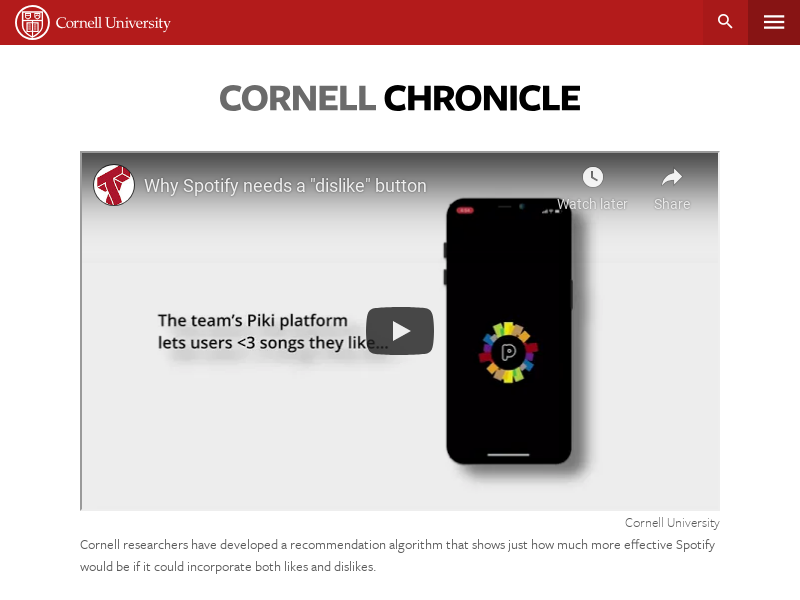 Cornell University
CORNELL CHRONICLE
Why Spotify needs a "dislike" button
Watch later
Share
The team's Piki platform
lets users <3 songs they like...
P
Cornell University
Cornell researchers have developed a recommendation algorithm that shows just how much more effective Spotify
would be if it could incorporate both likes and dislikes.